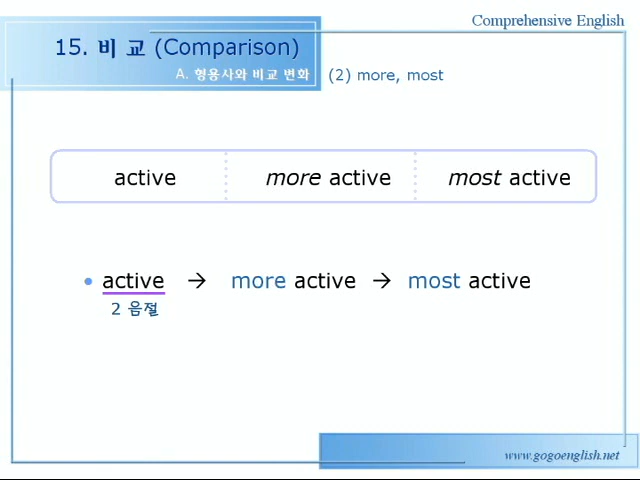 Comprehensive English
15. 비 교 (Comparison)
A. 형용사와 비교 변화 (2) more, most
active more active most active
• active → more active → most active
2 음절
www.gogoenglish.net